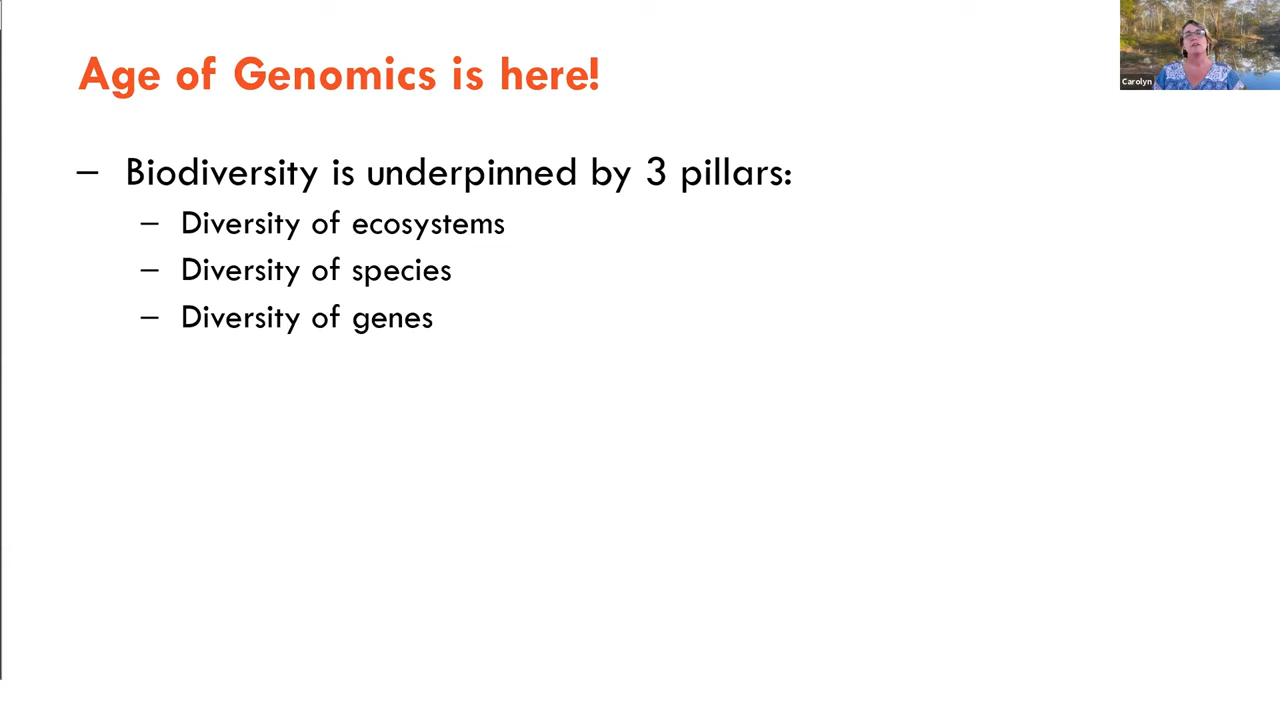 Age of Genomics is here!
Carolyn
– Biodiversity is underpinned by 3 pillars:
– Diversity of ecosystems
– Diversity of species
– Diversity of genes